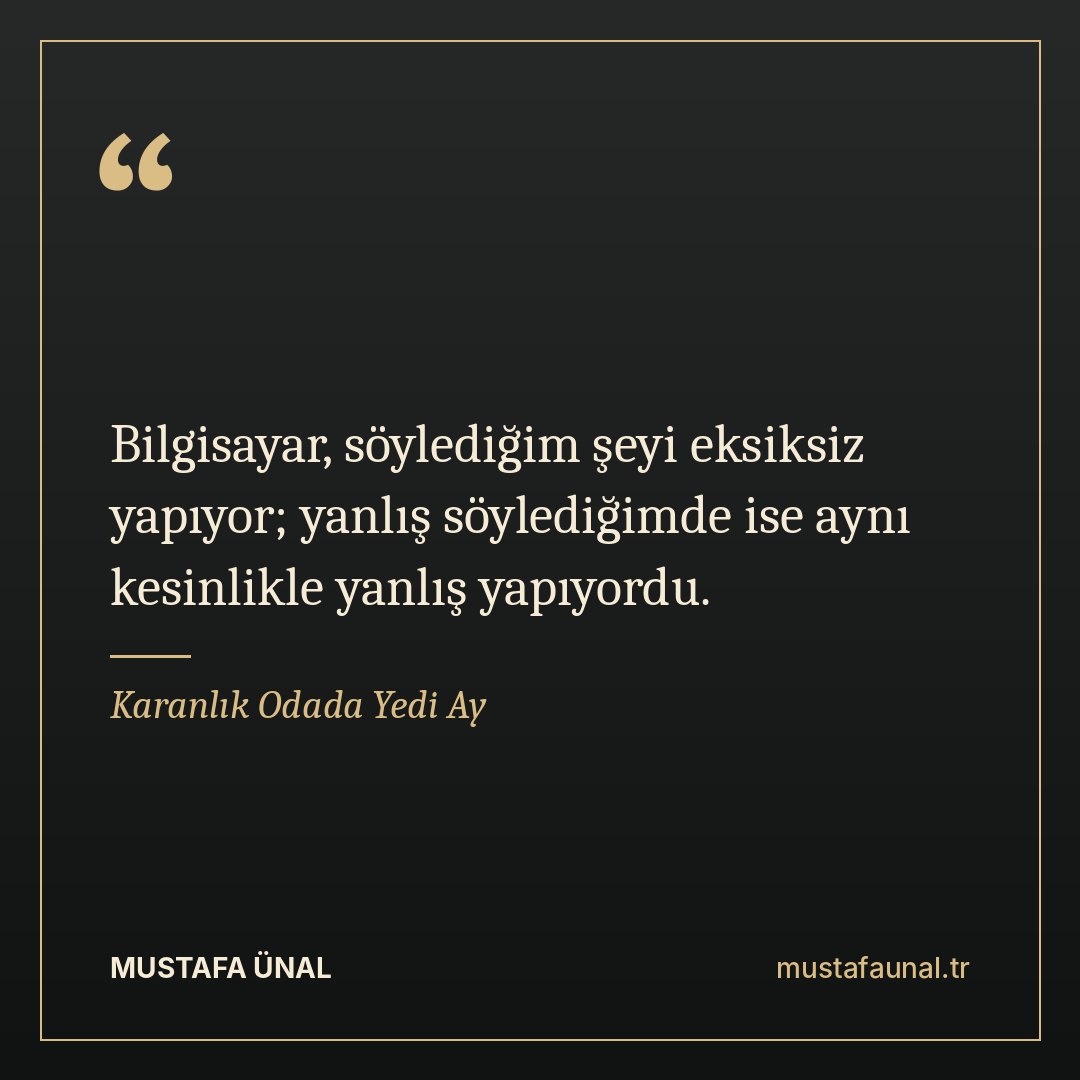 “
Bilgisayar, söylediğim şeyi eksiksiz
yapıyor; yanlış söylediğimde ise aynı
kesinlikle yanlış yapıyordu.
Karanlık Odada Yedi Ay
MUSTAFA ÜNAL
mustafaunal.tr